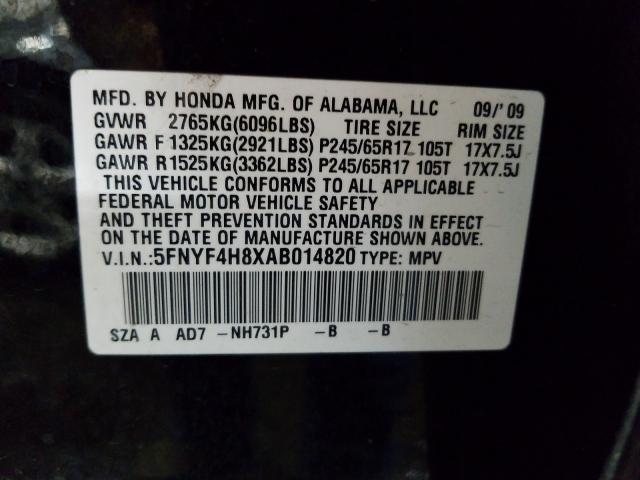 MFD. BY HONDA MFG. OF ALABAMA, LLC 09/'09
GVWR 2765KG(6096LBS) TIRE SIZE RIM SIZE
GAWR F 1325KG(2921LBS) P245/65R17 105T 17X7.5J
GAWR R 1525KG(3362LBS) P245/65R17 105T 17X7.5J
THIS VEHICLE CONFORMS TO ALL APPLICABLE
FEDERAL MOTOR VEHICLE SAFETY
AND THEFT PREVENTION STANDARDS IN EFFECT
ON THE DATE OF MANUFACTURE SHOWN ABOVE.
V.I.N.:5FNYF4H8XAB014820 TYPE: MPV
SZA A AD7 -NH731P -B -B